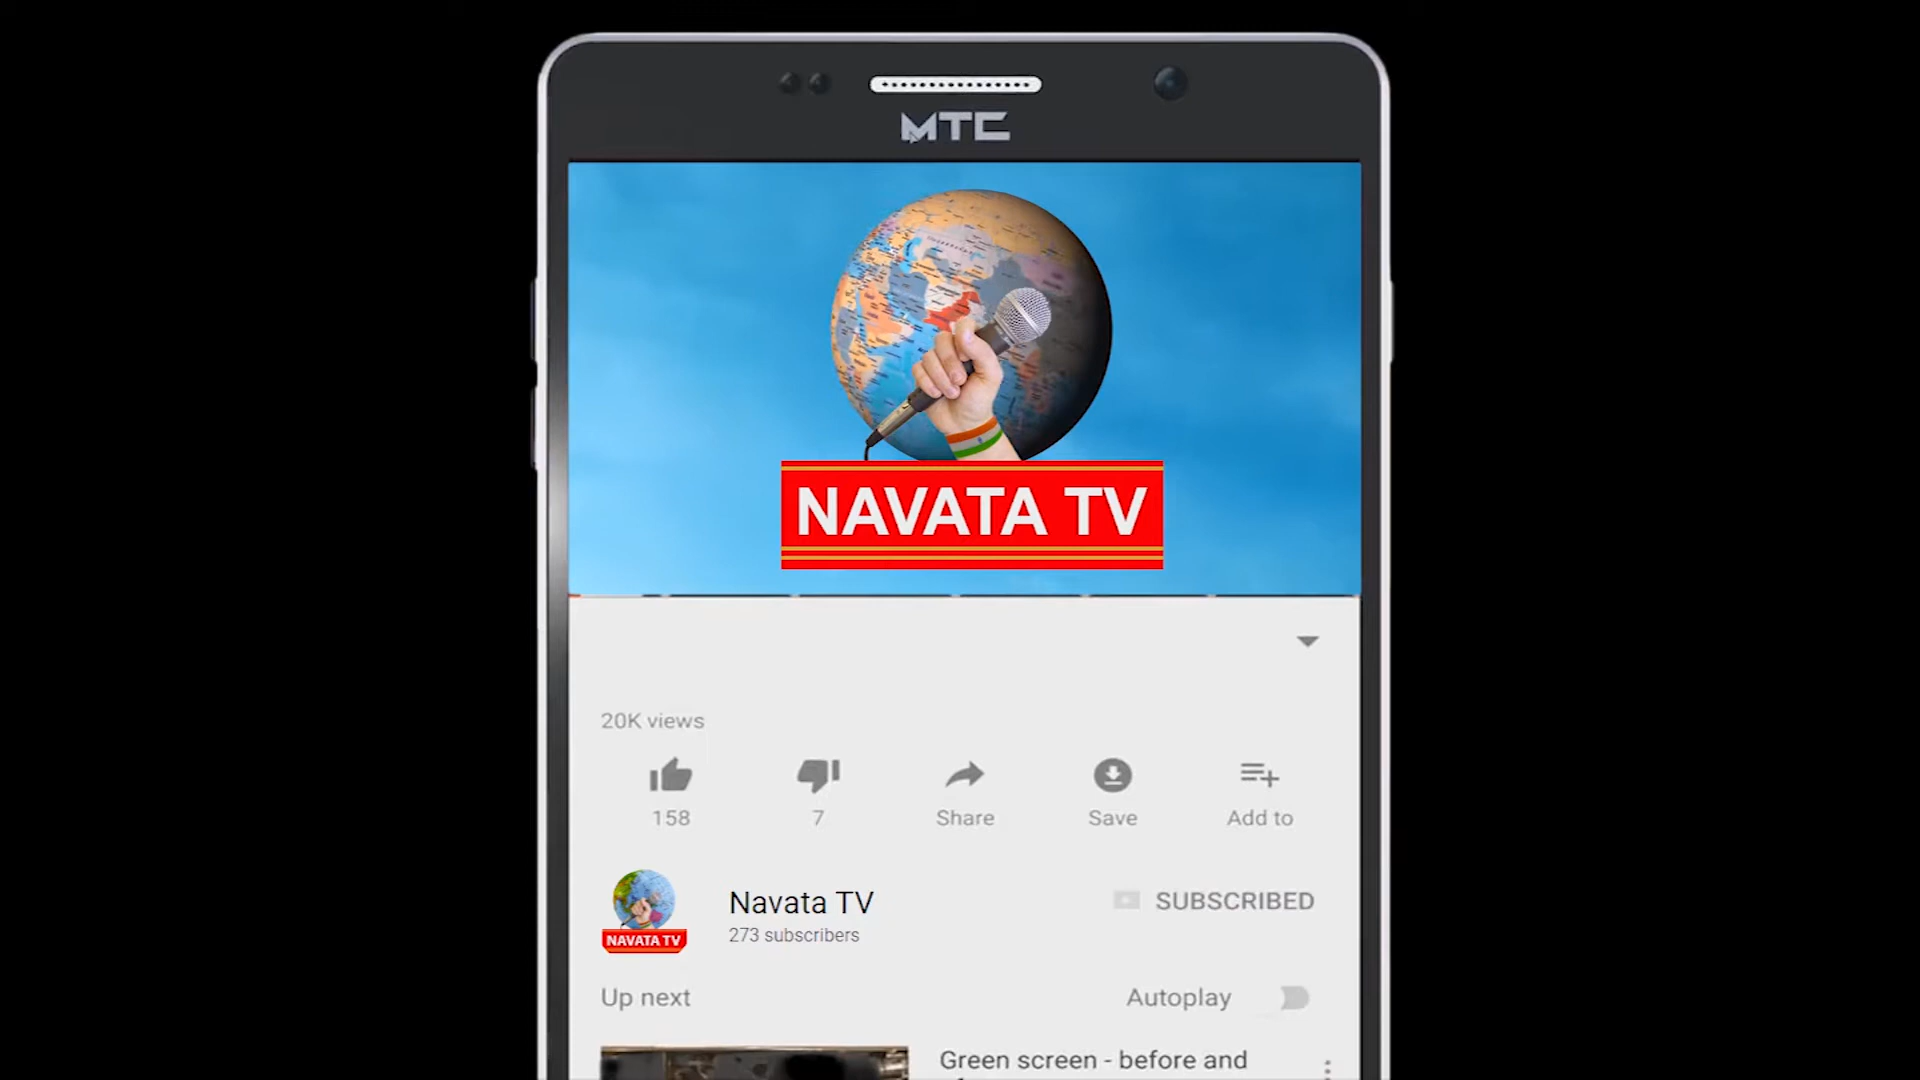 MTC
NAVATA TV
20K views
158
7
Share
Save
Add to
NAVATA TV
Navata TV
273 subscribers
SUBSCRIBED
Up next
Autoplay
Green screen - before and